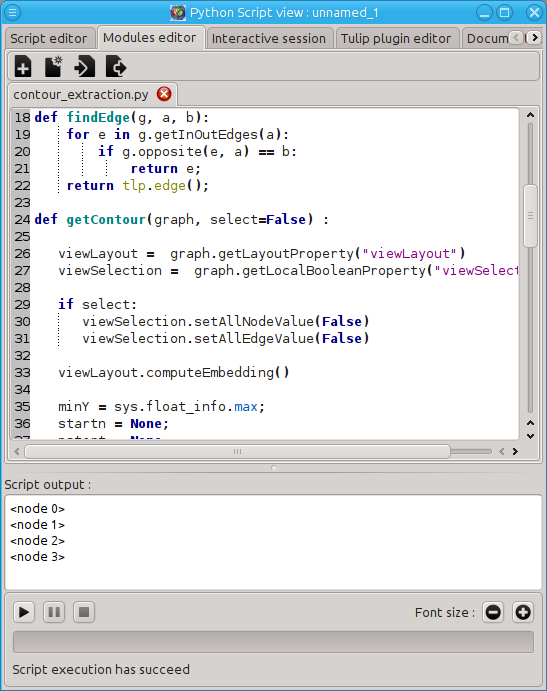 Python Script view : unnamed_1
Script editor Modules editor Interactive session Tulip plugin editor Docum
contour_extraction.py
18 def findEdge(g, a, b):
19 for e in g.getInOutEdges(a):
20 if g.opposite(e, a) == b:
21 return e;
22 return tlp.edge();
23
24 def getContour(graph, select=False) :
25
26 viewLayout = graph.getLayoutProperty("viewLayout")
27 viewSelection = graph.getLocalBooleanProperty("viewSelect
28
29 if select:
30 viewSelection.setAllNodeValue(False)
31 viewSelection.setAllEdgeValue(False)
32
33 viewLayout.computeEmbedding()
34
35 minY = sys.float_info.max;
36 startn = None;
Script output :
<node 0>
<node 1>
<node 2>
<node 3>
Font size :
Script execution has succeed